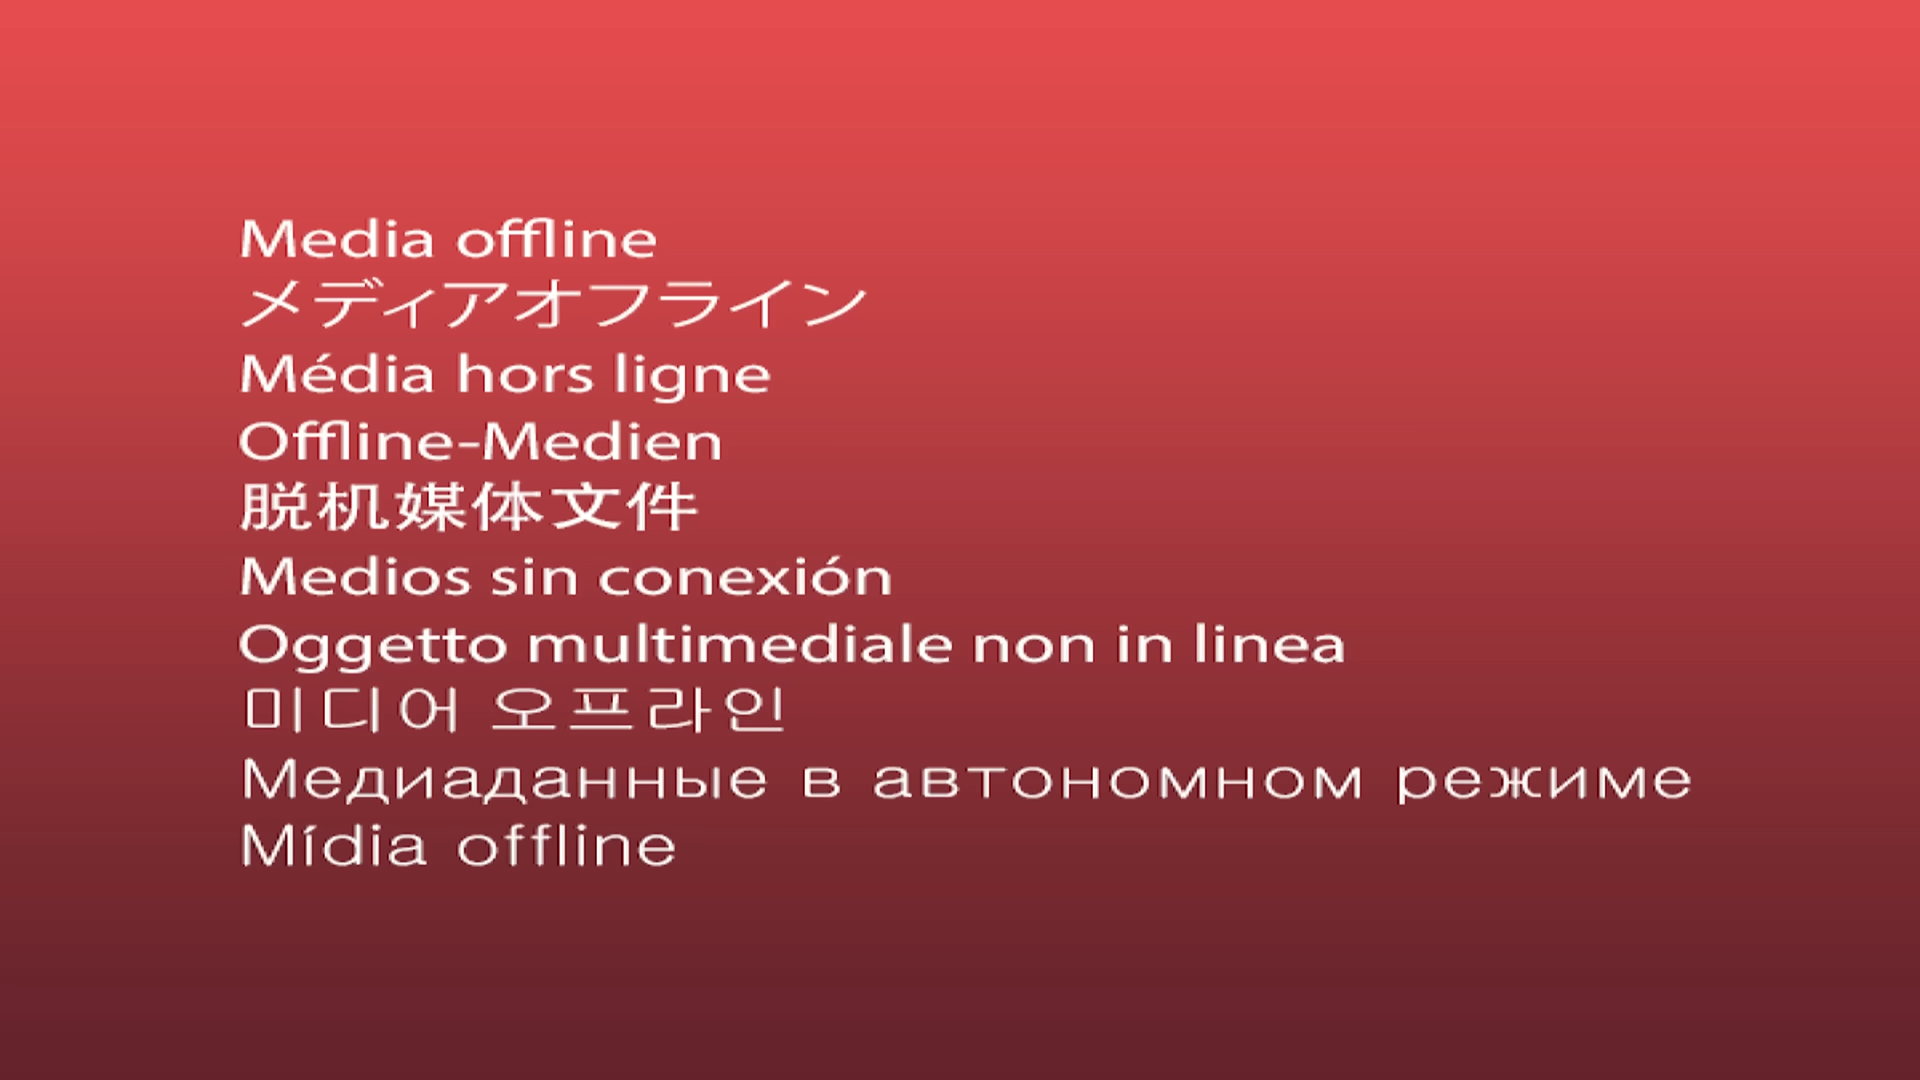 Media offline
メディアオフライン
Média hors ligne
Offline-Medien
脱机媒体文件
Medios sin conexión
Oggetto multimediale non in linea
미디어 오프라인
Медиаданные в автономном режиме
Mídia offline